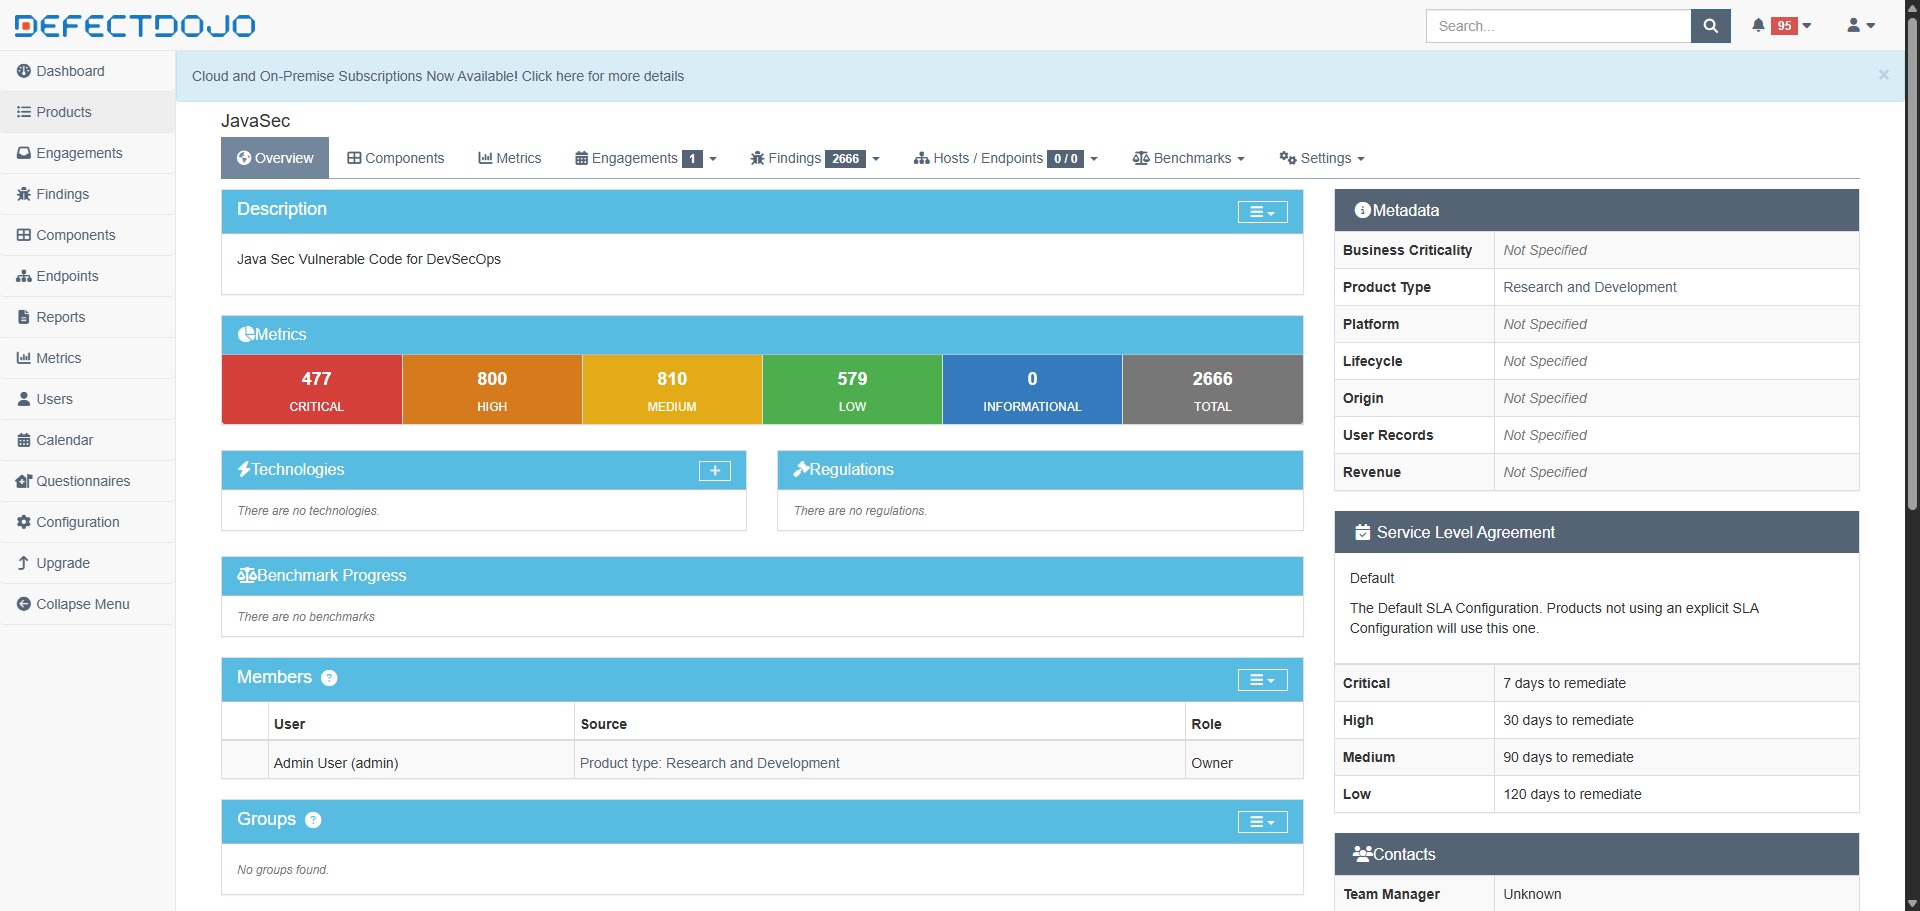 DEFECTDOJO
Search...
95
Dashboard
Products
Engagements
Findings
Components
Endpoints
Reports
Metrics
Users
Calendar
Questionnaires
Configuration
Upgrade
Collapse Menu
Cloud and On-Premise Subscriptions Now Available! Click here for more details
×
JavaSec
Overview
Components
Metrics
Engagements 1
Findings 2666
Hosts / Endpoints 0 / 0
Benchmarks
Settings
Description
Java Sec Vulnerable Code for DevSecOps
Metrics
477
CRITICAL
800
HIGH
810
MEDIUM
579
LOW
0
INFORMATIONAL
2666
TOTAL
Technologies
There are no technologies.
Regulations
There are no regulations.
Benchmark Progress
There are no benchmarks
Members ?
User Source Role
Admin User (admin) Product type: Research and Development Owner
Groups ?
No groups found.
Metadata
Business Criticality Not Specified
Product Type Research and Development
Platform Not Specified
Lifecycle Not Specified
Origin Not Specified
User Records Not Specified
Revenue Not Specified
Service Level Agreement
Default
The Default SLA Configuration. Products not using an explicit SLA
Configuration will use this one.
Critical 7 days to remediate
High 30 days to remediate
Medium 90 days to remediate
Low 120 days to remediate
Contacts
Team Manager Unknown